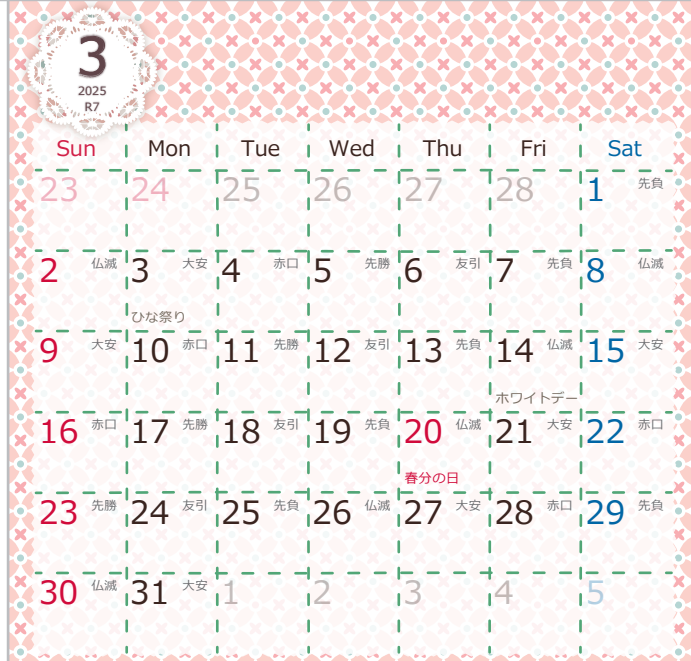 3
2025
R7
Sun Mon Tue Wed Thu Fri Sat
23 24 25 26 27 28 1 先負
2 仏滅 3 大安 4 赤口 5 先勝 6 友引 7 先負 8 仏滅
ひな祭り
9 大安 10 赤口 11 先勝 12 友引 13 先負 14 仏滅 15 大安
ホワイトデー
16 赤口 17 先勝 18 友引 19 先負 20 仏滅 21 大安 22 赤口
春分の日
23 先勝 24 友引 25 先負 26 仏滅 27 大安 28 赤口 29 先負
30 仏滅 31 大安 1 2 3 4 5